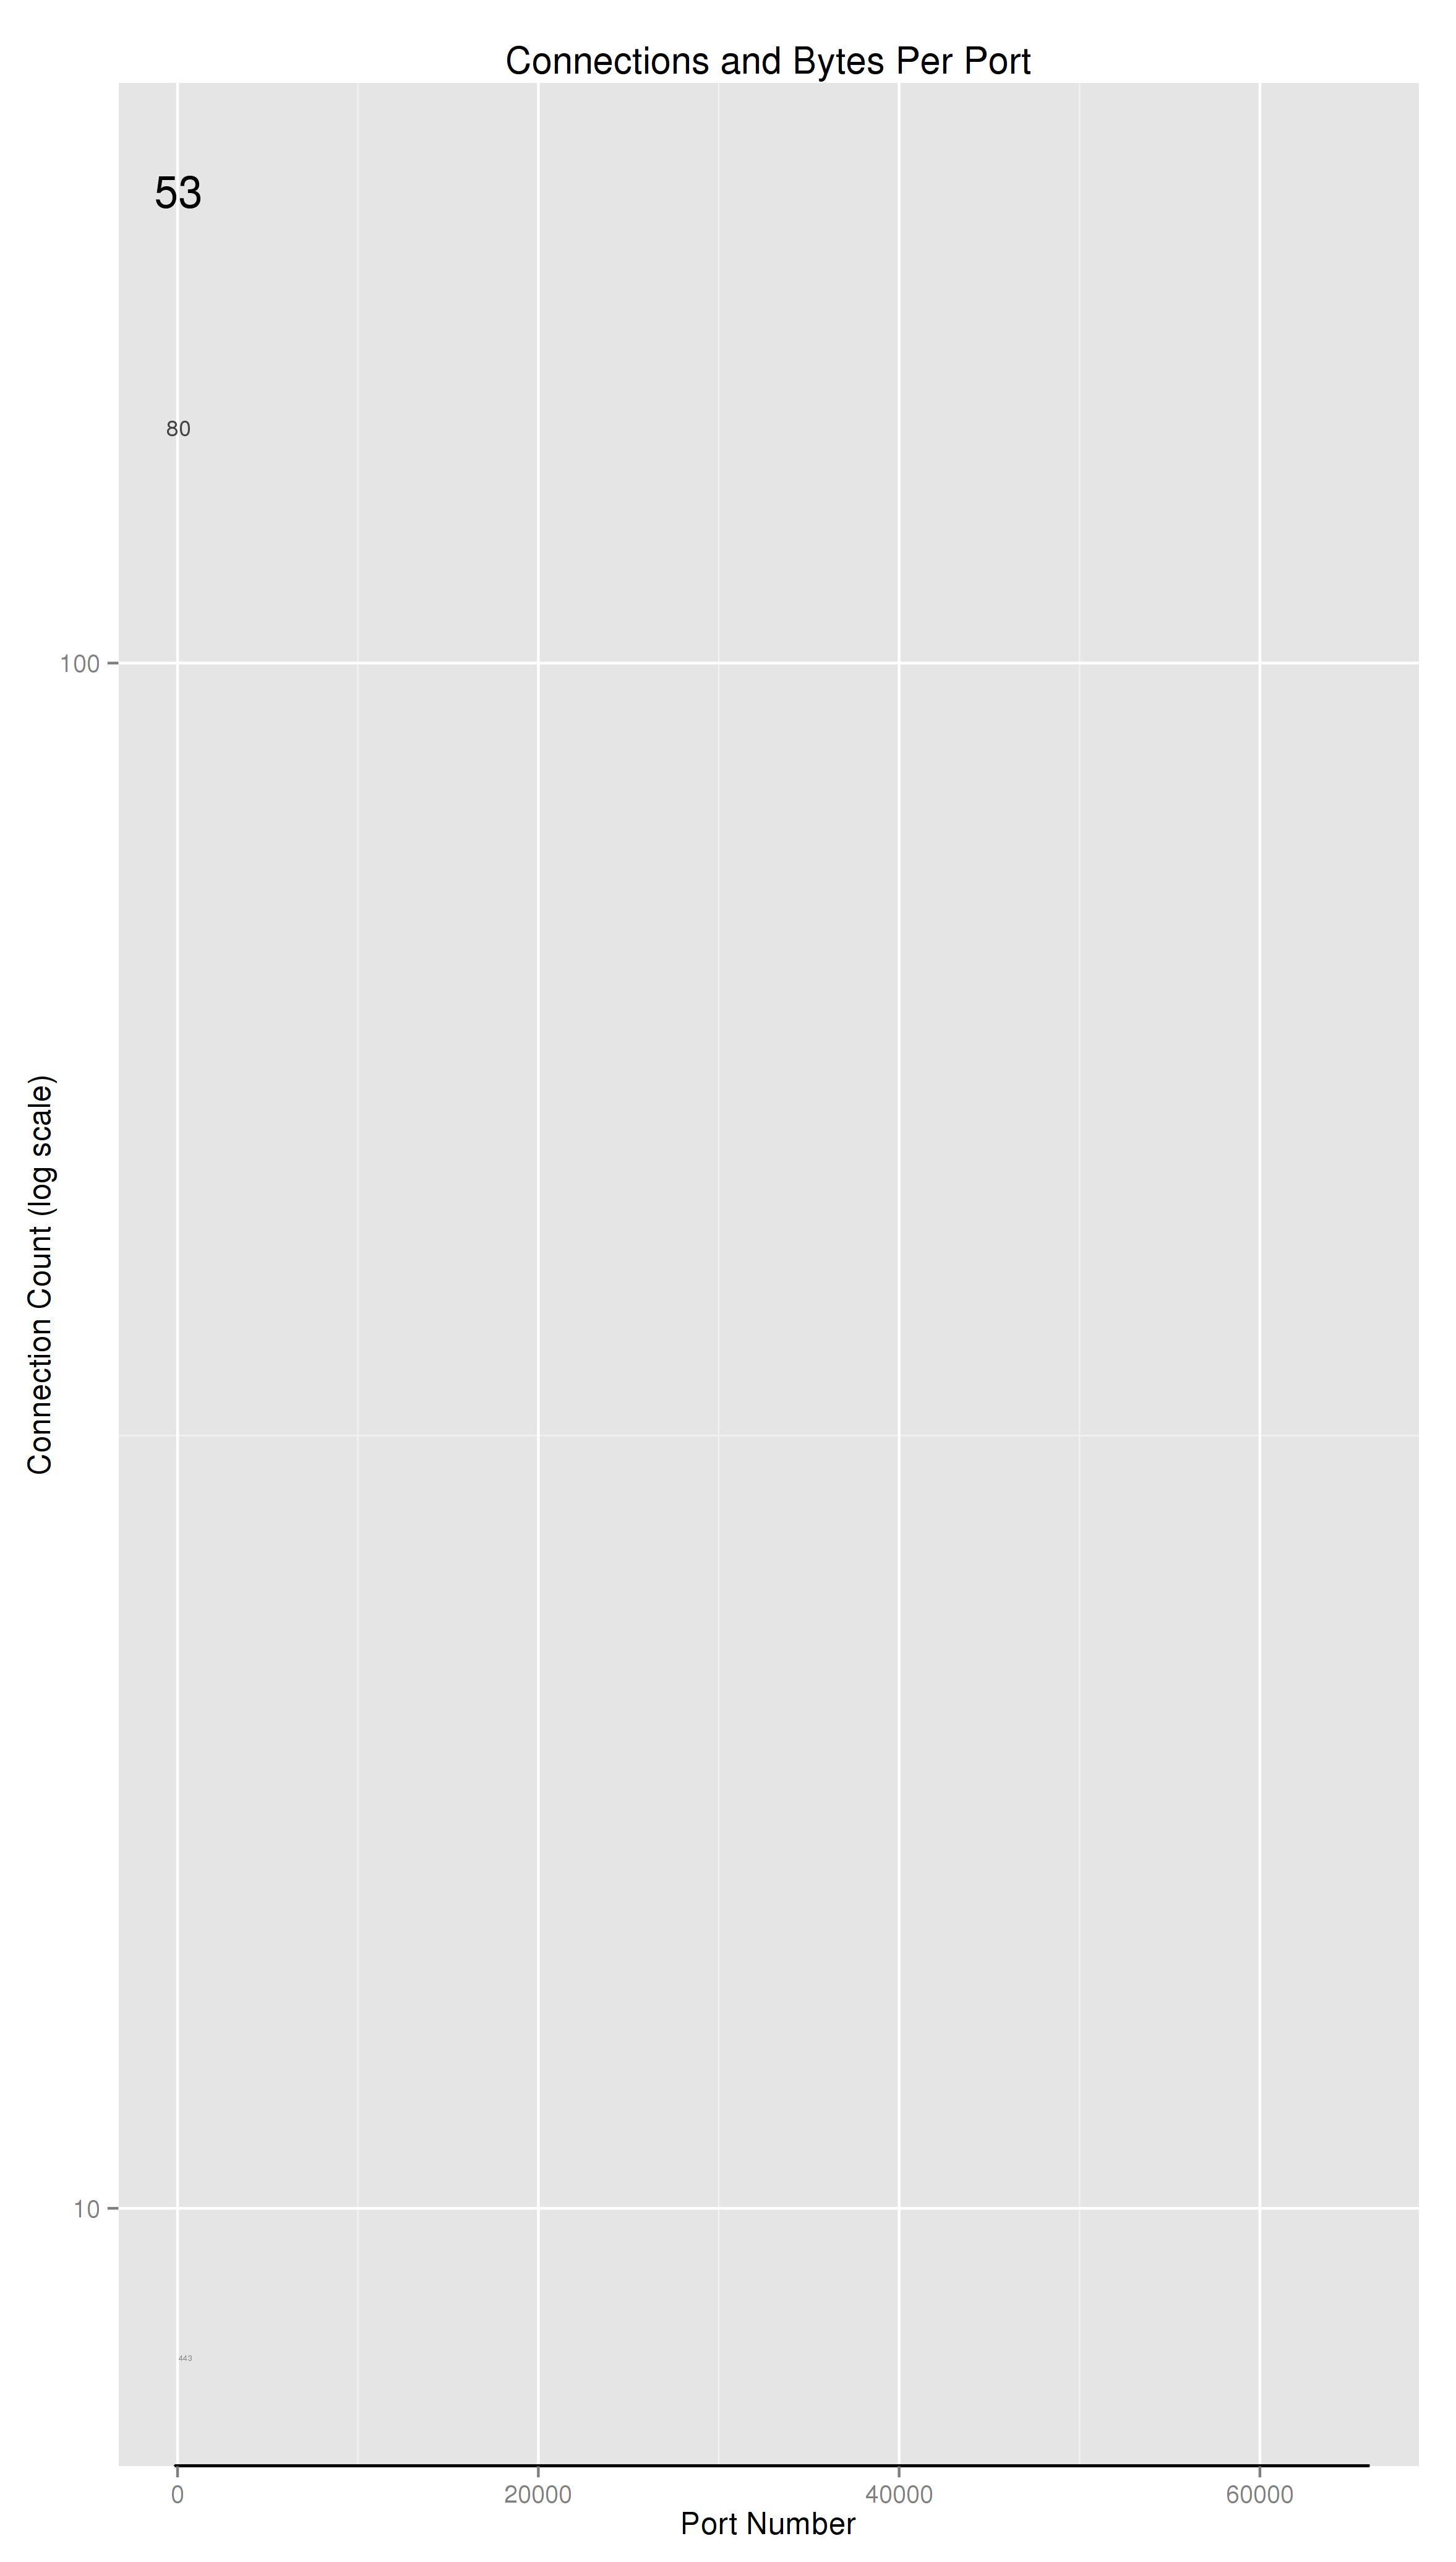 Connections and Bytes Per Port
53
80
100
Connection Count (log scale)
10
443
0 20000 40000 60000
Port Number